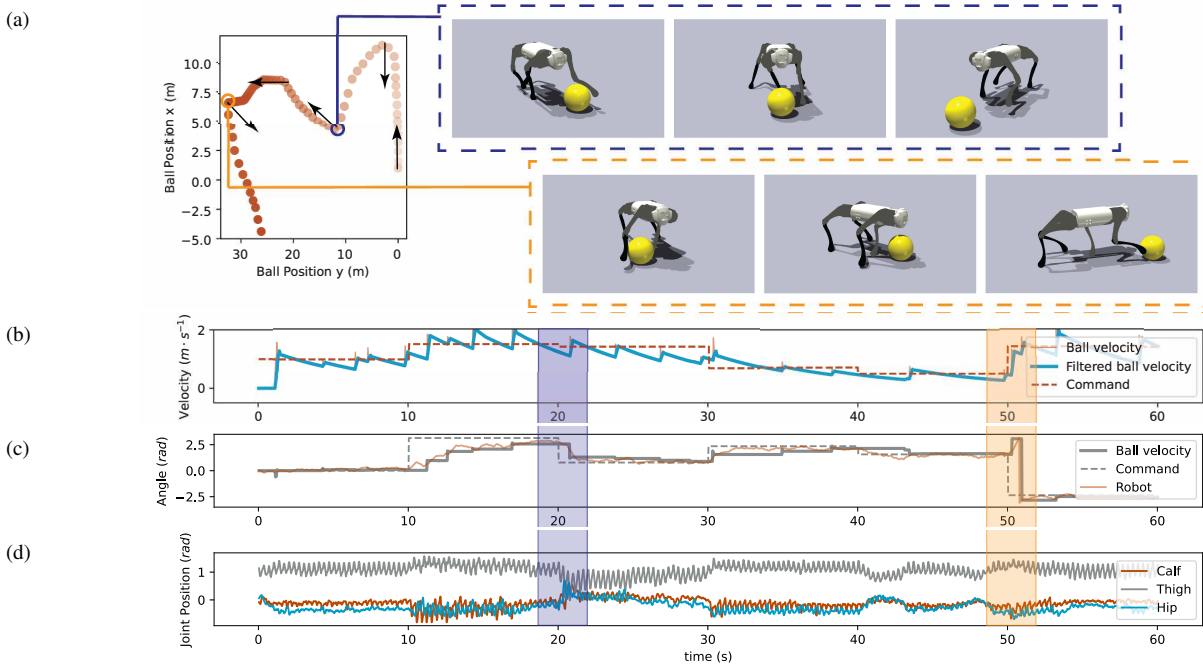 (a)
10.0
7.5
5.0
2.5
0.0
−2.5
−5.0
Ball Position x (m)
30 20 10 0
Ball Position y (m)
(b)
Velocity (m · s⁻¹)
2
0
Ball velocity
Filtered ball velocity
Command
0 10 20 30 40 50 60
(c)
Angle (rad)
2.5
0.0
−2.5
Ball velocity
Command
Robot
0 10 20 30 40 50 60
(d)
Joint Position (rad)
1
0
Calf
Thigh
Hip
0 10 20 30 40 50 60
time (s)